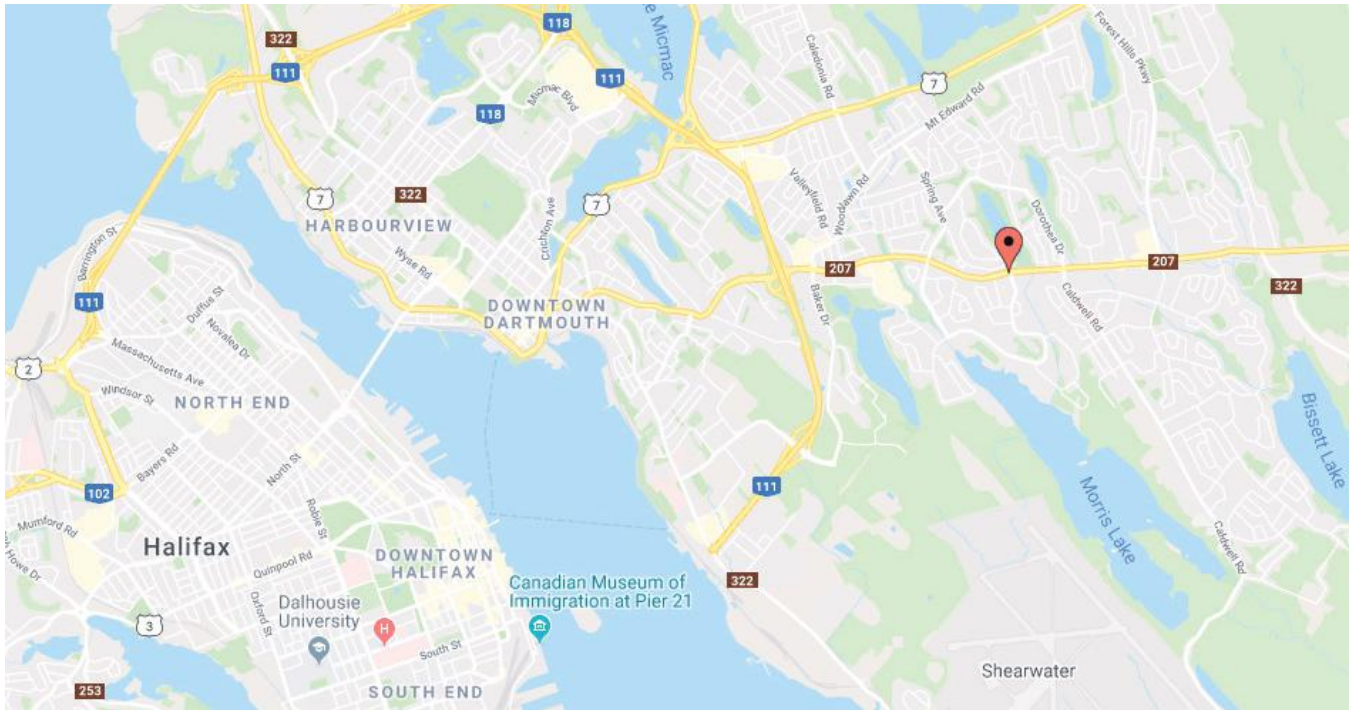 118
322
111
e Micmac
111
Micmac Blvd
118
Caledonia Rd
7
Forest Hills Pkwy
Mt Edward Rd
322
7
HARBOURVIEW
Crichton Ave
7
Valleyfield Rd
Woodlawn Rd
Spring Ave
Dorothea Dr
Barrington St
Wyse Rd
207
207
322
111
Duffus St
Novalea Dr
DOWNTOWN
DARTMOUTH
Baker Dr
Caldwell Rd
2
Massachusetts Ave
Windsor St
NORTH END
Bissett Lake
Bayers Rd
North St
102
111
Robie St
Mumford Rd
Morris Lake
Halifax
h Howe Dr
Quinpool Rd
DOWNTOWN
HALIFAX
Caldwell Rd
322
Canadian Museum of
Immigration at Pier 21
Oxford St
Dalhousie
University
3
H
South St
Shearwater
253
SOUTH END